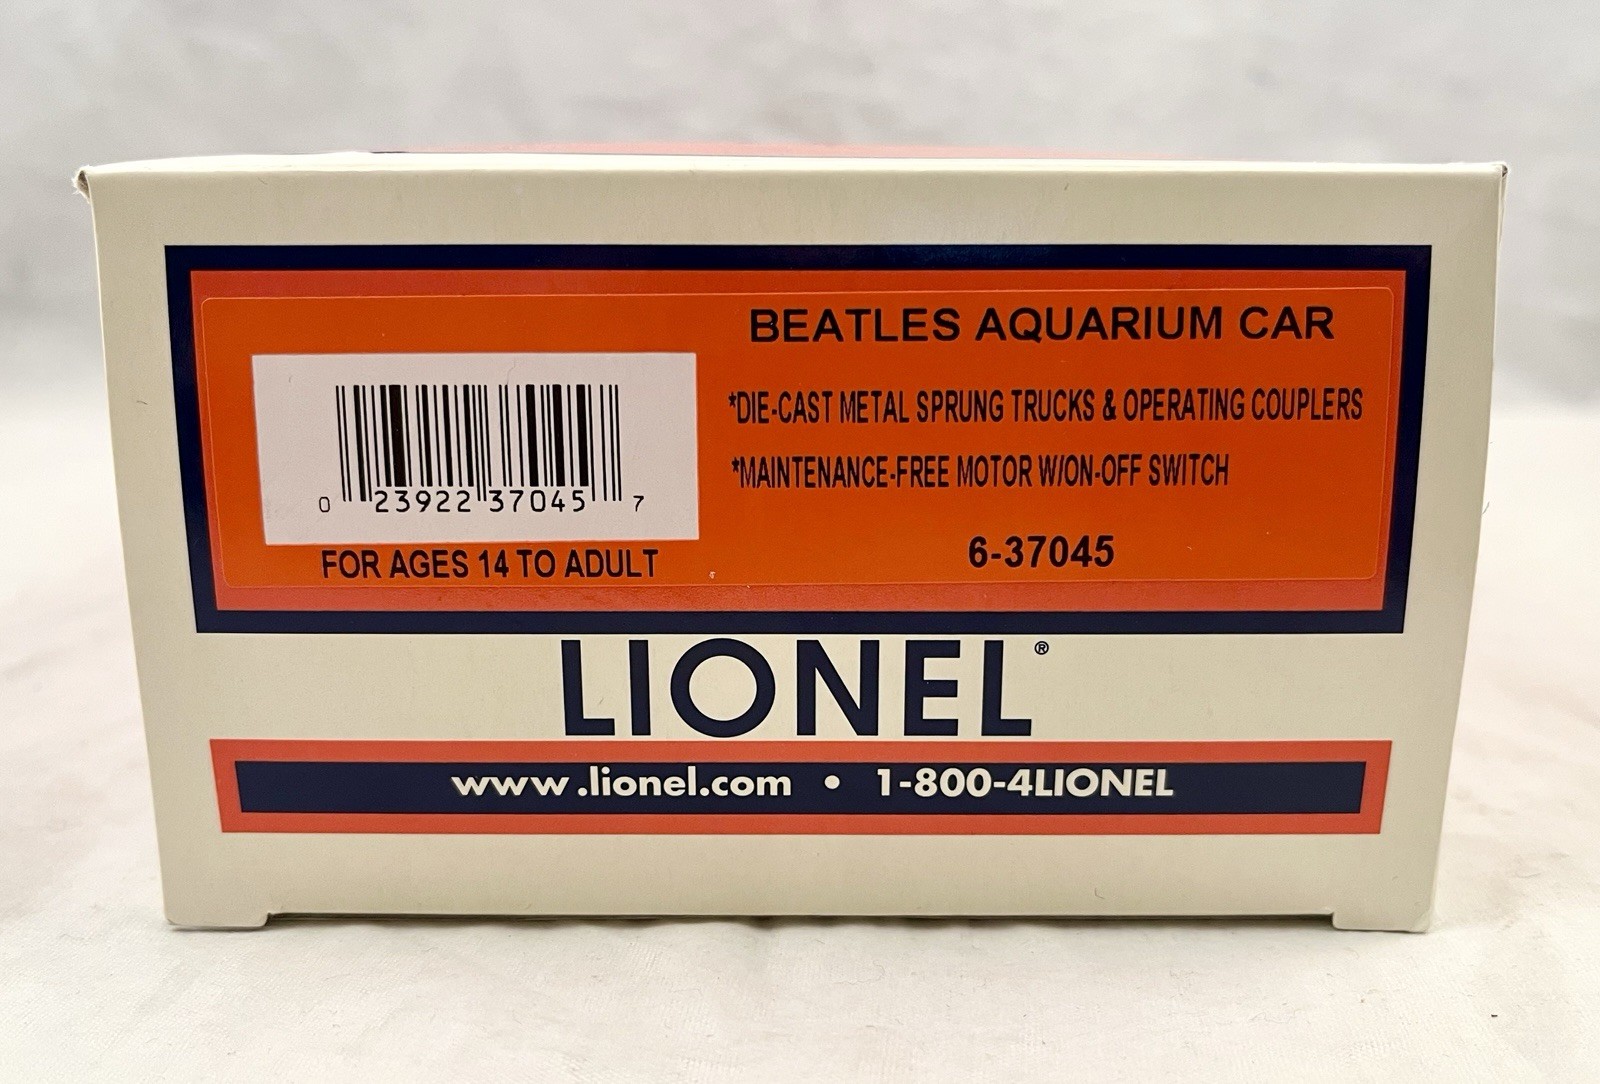 BEATLES AQUARIUM CAR
*DIE-CAST METAL SPRUNG TRUCKS & OPERATING COUPLERS
*MAINTENANCE-FREE MOTOR W/ON-OFF SWITCH
0 23922 37045 7
FOR AGES 14 TO ADULT
6-37045
LIONEL®
www.lionel.com • 1-800-4LIONEL